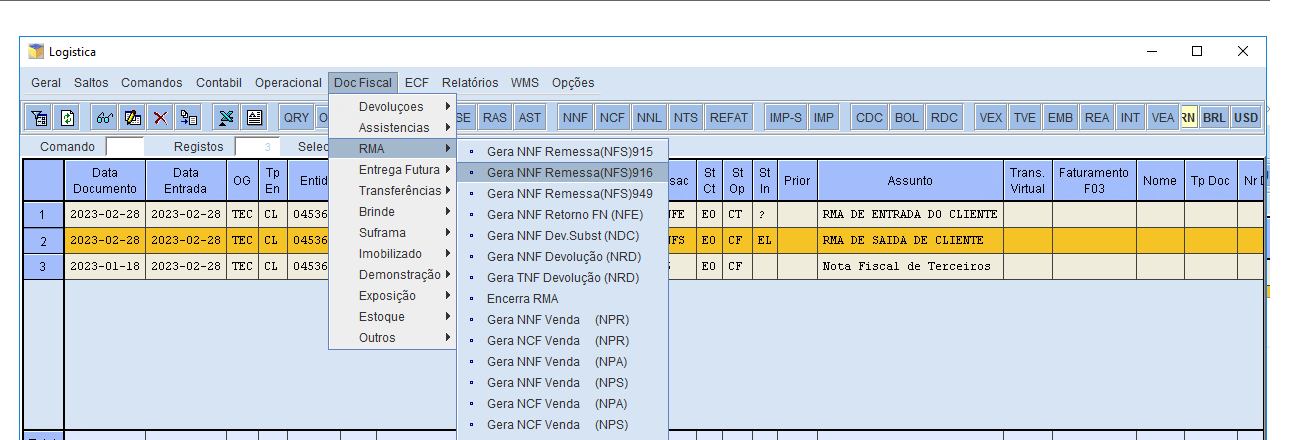 Logistica
Geral Saltos Comandos Contabil Operacional Doc Fiscal ECF Relatórios WMS Opções
QRY RAS AST NNF NCF NNL NTS REFAT IMP-S IMP CDC BOL RDC VEX TVE EMB REA INT VEA RN BRL USD
Comando Registos 3 Selec
Data Documento Data Entrada OG Tp En Entid sac St Ct St Op St In Prior Assunto Trans. Virtual Faturamento F03 Nome Tp Doc Nr
1 2023-02-28 2023-02-28 TEC CL 04536 NFE EO CT ? RMA DE ENTRADA DO CLIENTE
2 2023-02-28 2023-02-28 TEC CL 04536 NFS EO CF EL RMA DE SAIDA DE CLIENTE
3 2023-01-18 2023-02-28 TEC CL 04536 EO CF Nota Fiscal de Terceiros
Devoluçoes
Assistencias
RMA
Entrega Futura
Transferências
Brinde
Suframa
Imobilizado
Demonstração
Exposição
Estoque
Outros
Gera NNF Remessa(NFS)915
Gera NNF Remessa(NFS)916
Gera NNF Remessa(NFS)949
Gera NNF Retorno FN (NFE)
Gera NNF Dev.Subst (NDC)
Gera NNF Devolução (NRD)
Gera TNF Devolução (NRD)
Encerra RMA
Gera NNF Venda (NPR)
Gera NCF Venda (NPR)
Gera NNF Venda (NPA)
Gera NNF Venda (NPS)
Gera NCF Venda (NPA)
Gera NCF Venda (NPS)